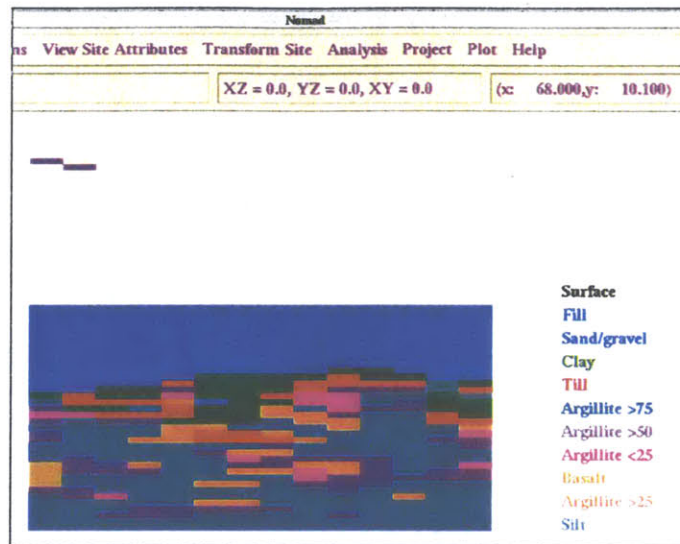 Nomad
ns View Site Attributes Transform Site Analysis Project Plot Help
XZ = 0.0, YZ = 0.0, XY = 0.0 (x: 68.000,y: 10.100)
Surface
Fill
Sand/gravel
Clay
Till
Argillite >75
Argillite >50
Argillite <25
Basalt
Argillite >25
Silt